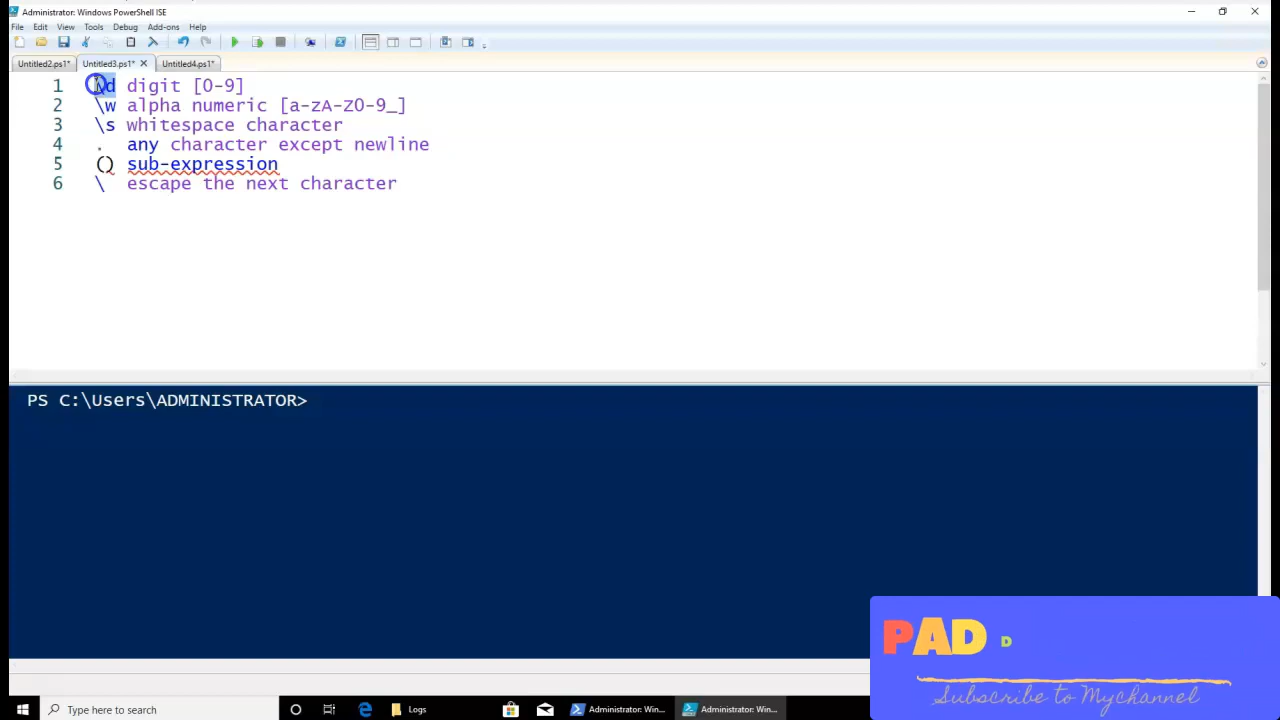 Administrator: Windows PowerShell ISE
File Edit View Tools Debug Add-ons Help
Untitled2.ps1* Untitled3.ps1* Untitled4.ps1*
1 \d digit [0-9]
2 \w alpha numeric [a-zA-Z0-9_]
3 \s whitespace character
4 . any character except newline
5 () sub-expression
6 \ escape the next character
PS C:\Users\ADMINISTRATOR>
PAD D
Subscribe to Mychannel
Type here to search Logs Administrator: Win... Administrator: Win...